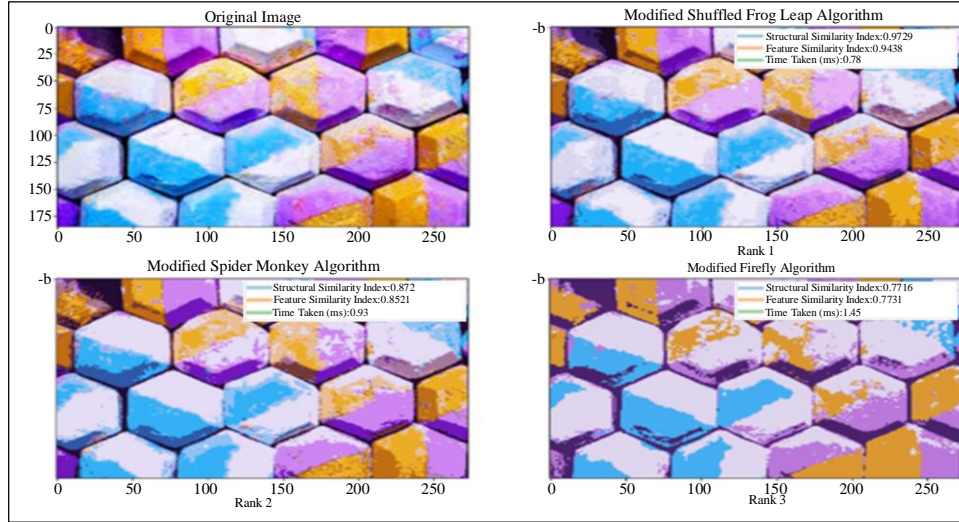 Original Image
0
25
50
75
100
125
150
175
0 50 100 150 200 250
Modified Shuffled Frog Leap Algorithm
-b
Structural Similarity Index:0.9729
Feature Similarity Index:0.9438
Time Taken (ms):0.78
0 50 100 150 200 250
Rank 1
Modified Spider Monkey Algorithm
-b
Structural Similarity Index:0.872
Feature Similarity Index:0.8521
Time Taken (ms):0.93
0 50 100 150 200 250
Rank 2
Modified Firefly Algorithm
-b
Structural Similarity Index:0.7716
Feature Similarity Index:0.7731
Time Taken (ms):1.45
0 50 100 150 200 250
Rank 3